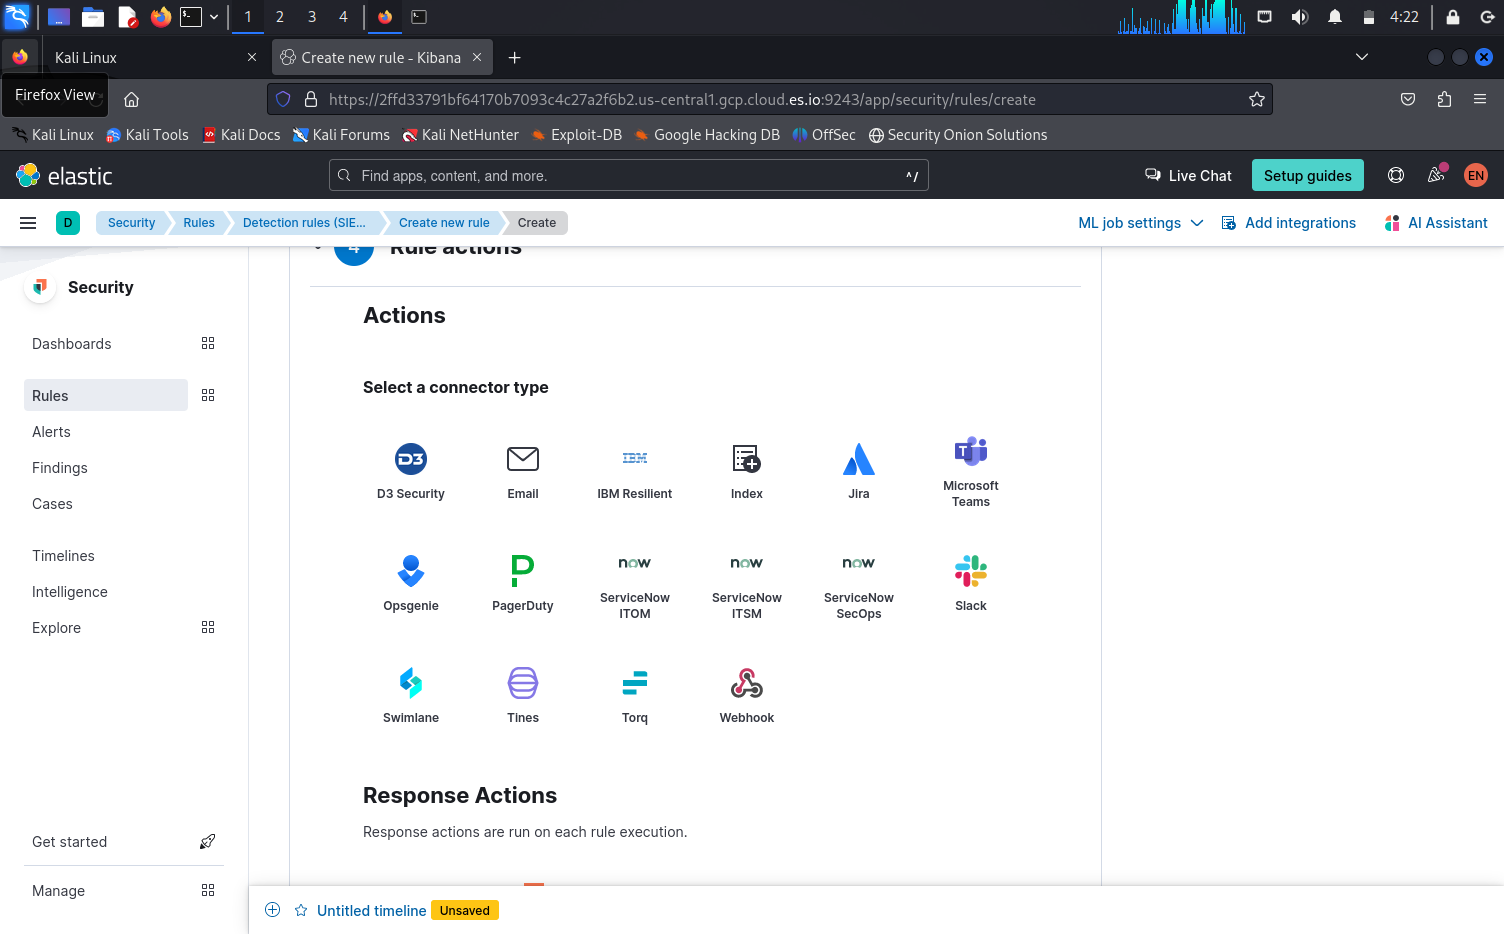 1 2 3 4 4:22
Kali Linux
Create new rule - Kibana
Firefox View
https://2ffd33791bf64170b7093c4c27a2f6b2.us-central1.gcp.cloud.es.io:9243/app/security/rules/create
Kali Linux Kali Tools Kali Docs Kali Forums Kali NetHunter Exploit-DB Google Hacking DB OffSec Security Onion Solutions
elastic
Find apps, content, and more. ^/
Live Chat
Setup guides
EN
D
Security Rules Detection rules (SIE... Create new rule Create
ML job settings Add integrations AI Assistant
4 Rule actions
Security
Dashboards
Rules
Alerts
Findings
Cases
Timelines
Intelligence
Explore
Get started
Manage
Actions
Select a connector type
D3
D3 Security
Email
IBM
IBM Resilient
Index
Jira
T
Microsoft
Teams
Opsgenie
P
PagerDuty
now
ServiceNow
ITOM
now
ServiceNow
ITSM
now
ServiceNow
SecOps
Slack
Swimlane
Tines
Torq
Webhook
Response Actions
Response actions are run on each rule execution.
Untitled timeline Unsaved